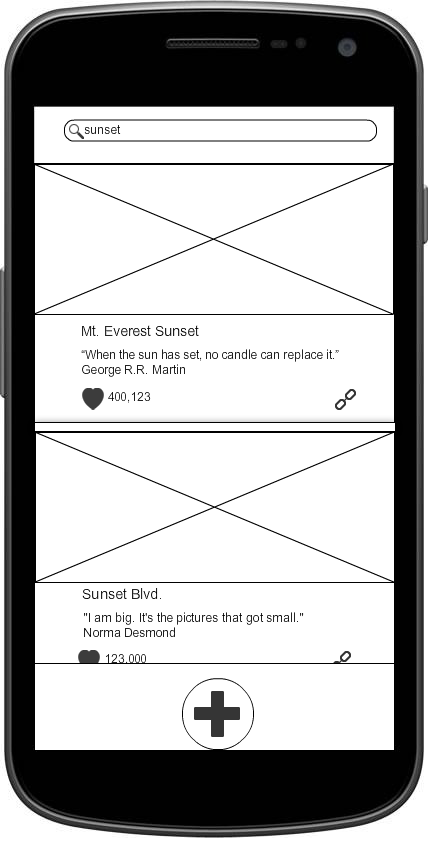 sunset
Mt. Everest Sunset
“When the sun has set, no candle can replace it.”
George R.R. Martin
400,123
Sunset Blvd.
"I am big. It's the pictures that got small."
Norma Desmond
123,000